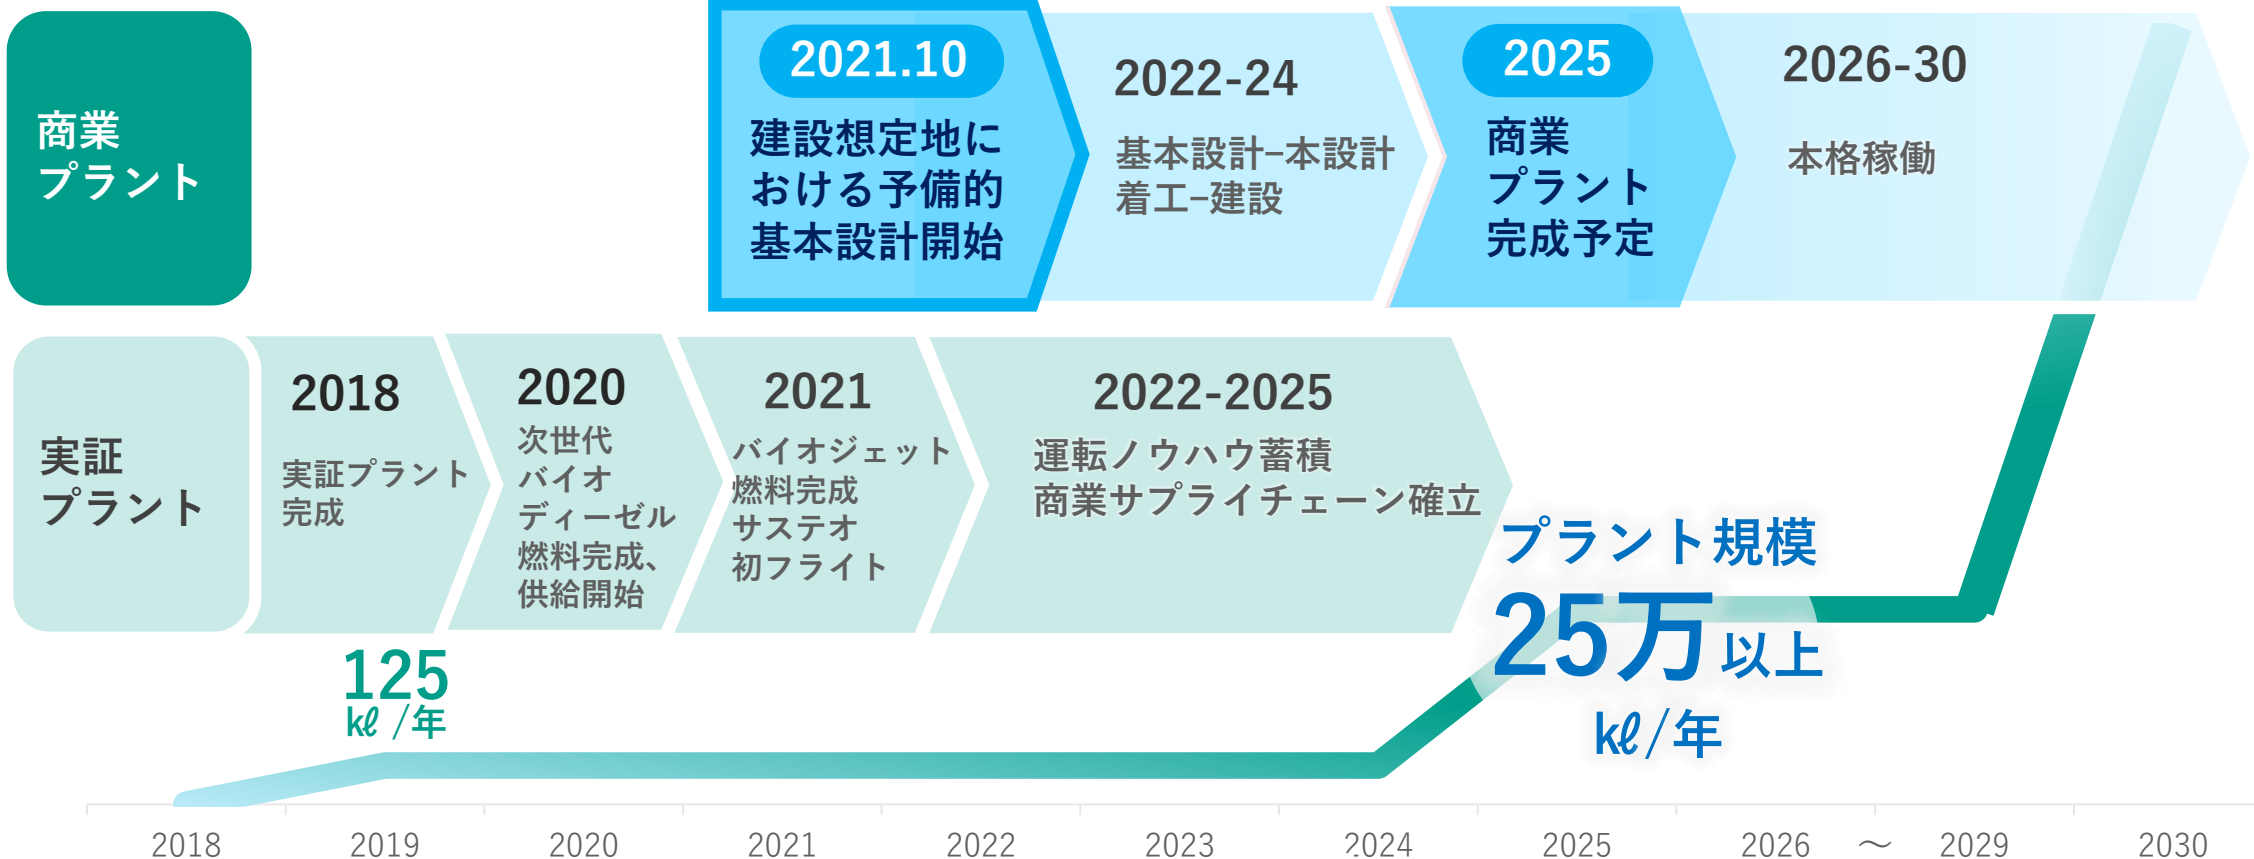 商業
プラント
2021.10
建設想定地に
おける予備的
基本設計開始
2022-24
基本設計–本設計
着工–建設
2025
商業
プラント
完成予定
2026-30
本格稼働
実証
プラント
2018
実証プラント
完成
2020
次世代
バイオ
ディーゼル
燃料完成、
供給開始
2021
バイオジェット
燃料完成
サステオ
初フライト
2022-2025
運転ノウハウ蓄積
商業サプライチェーン確立
125
kℓ/年
プラント規模
25万以上
kℓ/年
2018 2019 2020 2021 2022 2023 2024 2025 2026 ～ 2029 2030